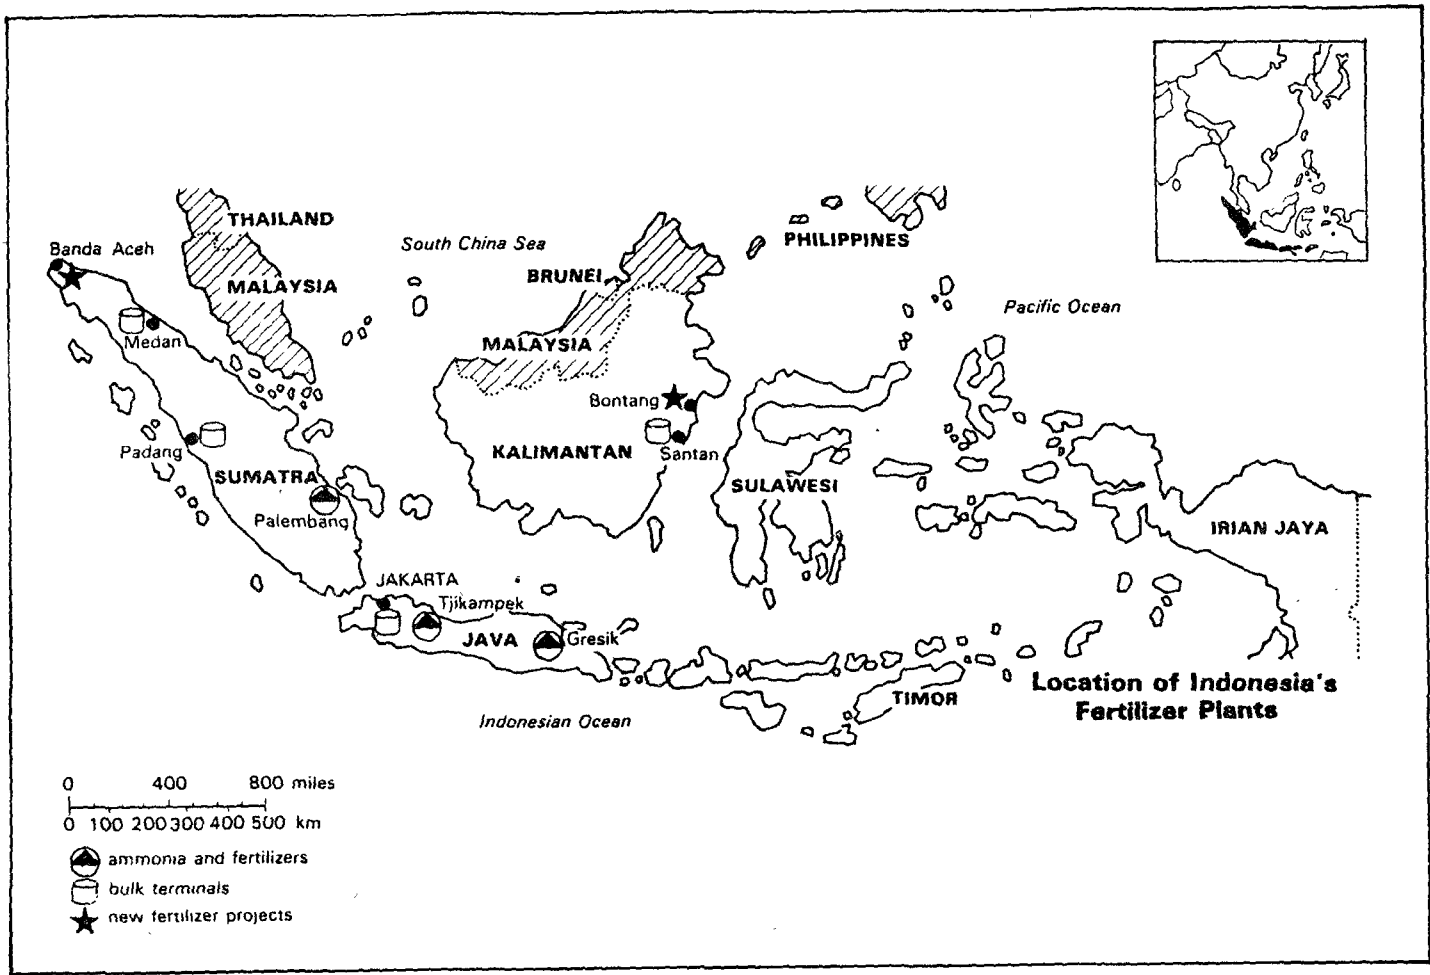 THAILAND
Banda Aceh
South China Sea
PHILIPPINES
BRUNEI
MALAYSIA
Pacific Ocean
Medan
MALAYSIA
Bontang
Padang
KALIMANTAN
Santan
SUMATRA
SULAWESI
Palembang
IRIAN JAYA
JAKARTA
Tjikampek
JAVA
Gresik
TIMOR
Location of Indonesia's
Fertilizer Plants
Indonesian Ocean
0 400 800 miles
0 100 200 300 400 500 km
ammonia and fertilizers
bulk terminals
new fertilizer projects